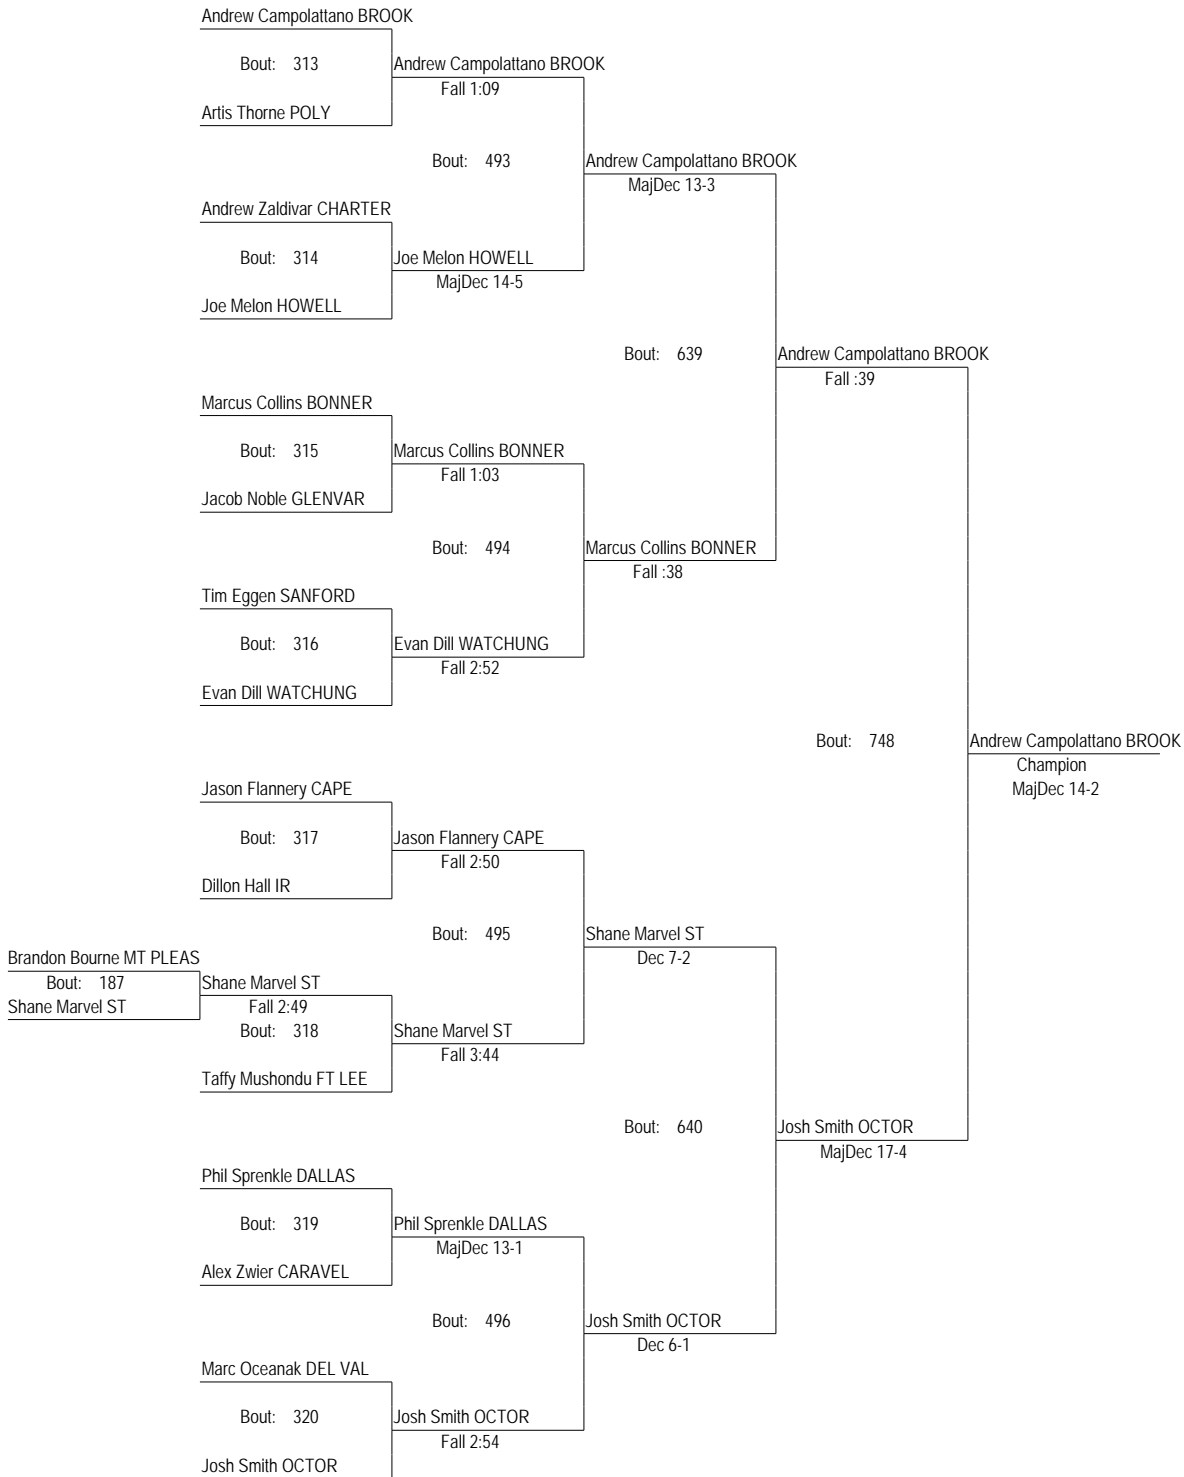 Andrew Campolattano BROOK
Bout: 313
Andrew Campolattano BROOK
Fall 1:09
Artis Thorne POLY
Bout: 493
Andrew Campolattano BROOK
MajDec 13-3
Andrew Zaldivar CHARTER
Bout: 314
Joe Melon HOWELL
MajDec 14-5
Joe Melon HOWELL
Bout: 639
Andrew Campolattano BROOK
Fall :39
Marcus Collins BONNER
Bout: 315
Marcus Collins BONNER
Fall 1:03
Jacob Noble GLENVAR
Bout: 494
Marcus Collins BONNER
Fall :38
Tim Eggen SANFORD
Bout: 316
Evan Dill WATCHUNG
Fall 2:52
Evan Dill WATCHUNG
Bout: 748
Andrew Campolattano BROOK
Champion
MajDec 14-2
Jason Flannery CAPE
Bout: 317
Jason Flannery CAPE
Fall 2:50
Dillon Hall IR
Bout: 495
Shane Marvel ST
Dec 7-2
Brandon Bourne MT PLEAS
Bout: 187
Shane Marvel ST
Shane Marvel ST
Fall 2:49
Bout: 318
Shane Marvel ST
Fall 3:44
Taffy Mushondu FT LEE
Bout: 640
Josh Smith OCTOR
MajDec 17-4
Phil Sprenkle DALLAS
Bout: 319
Phil Sprenkle DALLAS
MajDec 13-1
Alex Zwier CARAVEL
Bout: 496
Josh Smith OCTOR
Dec 6-1
Marc Oceanak DEL VAL
Bout: 320
Josh Smith OCTOR
Fall 2:54
Josh Smith OCTOR